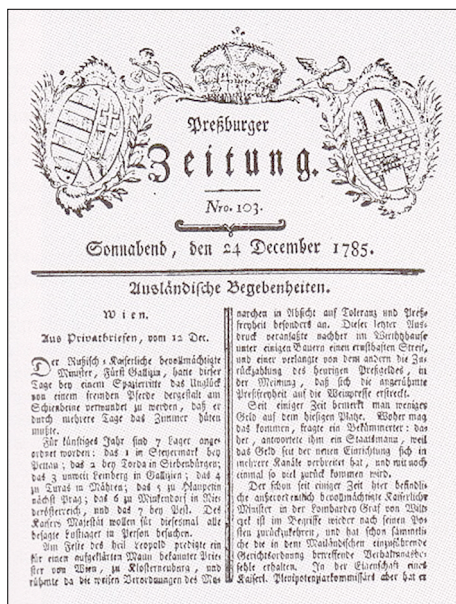 Preßburger
Zeitung.
Nro. 103.
Sonnabend, den 24 December 1785.
Ausländische Begebenheiten.
Wien.
Aus Privatbriefen, vom 12 Dec.
Der Rußisch-Kaiserliche bevollmächtigte
Minister, Fürst Gallizin, hatte dieser
Tage bey einem Spazierritte das Unglück
von einem fremden Pferde dergestalt am
Schienbeine verwundet zu werden, daß er
durch mehrere Tage das Zimmer hüten
mußte.
Für künftiges Jahr sind 7 Lager ange-
ordnet worden: das 1 in Steyermark bey
Pettau; das 2 bey Torda in Siebenbürgen;
das 3 unweit Lemberg in Gallizien; das 4
zu Turas in Mähren; das 5 zu Hlaupetin
nächst Prag; das 6 zu Minkendorf in Nie-
derösterreich, und das 7 bey Pest. Des
Kaisers Majestät wollen für diesesmal alle
besagte Lustlager in Person besuchen.
Am Feste des heil Leopold predigte ein
für einen aufgeklärten Mann bekannter Prie-
ster von Wien, zu Klosterneuburg, und
rühmte da die weisen Verordnungen des Mo-
narchen in Absicht auf Toleranz und Preß-
freyheit besonders an. Dieser letzter Aus-
druck veranlaßte nachher im Wirthshause
unter einigen Bauern einen ernsthaften Streit,
und einer verlangte von dem andern die Zu-
rückzahlung des heurigen Preßgeldes, in
der Meinung, daß sich die angerühmte
Preßfreiheit auf die Weinpresse erstreckt.
Seit einiger Zeit bemerkt man weniges
Geld auf dem hiesigen Platze. Woher mag
das kommen, fragte ein Bekümmerter: da-
her, antwortete ihm ein Staatsmann, weil
das Geld seit der neuen Einrichtung sich in
mehrere Kanäle verbreitet hat, und wir noch
einmal so viel zurück kommen wird.
Der schon seit einiger Zeit hier befindli-
che außerordentlich bevollmächtigte Kaiserliche
Minister in der Lombardey Graf von Wilt-
zek ist im Begriffe wieder nach seinen Po-
sten zurückzukehren, und hat schon sämmtli-
che die in dem Mailändischen einzuführende
Gerichtsordnung betreffende Verhaltungsbe-
fehle erhalten. In der Eigenschaft eines
Kaiserl. Plenipotenziarkommissärs aber hat er